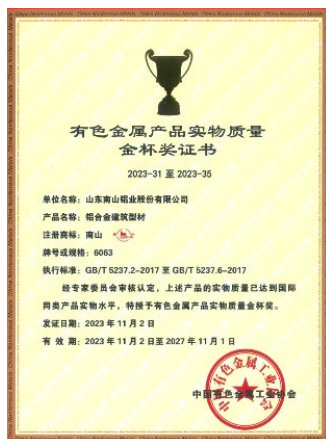 有色金属产品实物质量
金杯奖证书
2023-31 至 2023-35
单位名称：山东南山铝业股份有限公司
产品名称：铝合金建筑型材
注册商标：南山
牌号或规格：6063
执行标准：GB/T 5237.2-2017 至 GB/T 5237.6-2017
经专家委员会审核认定，上述产品的实物质量已达到国际
同类产品实物水平，特授予有色金属产品实物质量金杯奖。
发证日期：2023 年 11 月 2 日
有 效 期：2023 年 11 月 2 日至 2027 年 11 月 1 日
中国有色金属工业协会